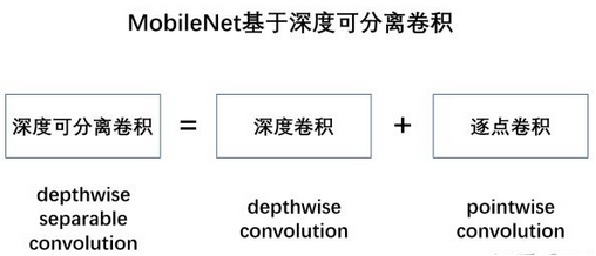 MobileNet基于深度可分离卷积
深度可分离卷积 = 深度卷积 + 逐点卷积
depthwise
separable
convolution
depthwise
convolution
pointwise
convolution